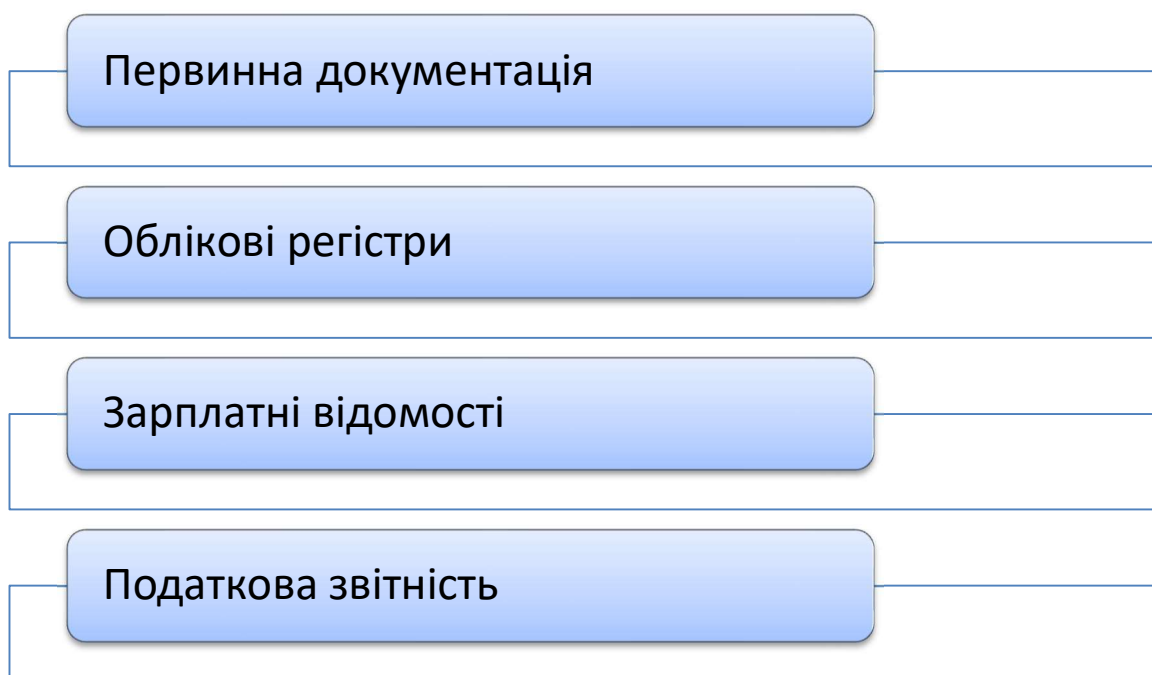 Первинна документація
Облікові регістри
Зарплатні відомості
Податкова звітність